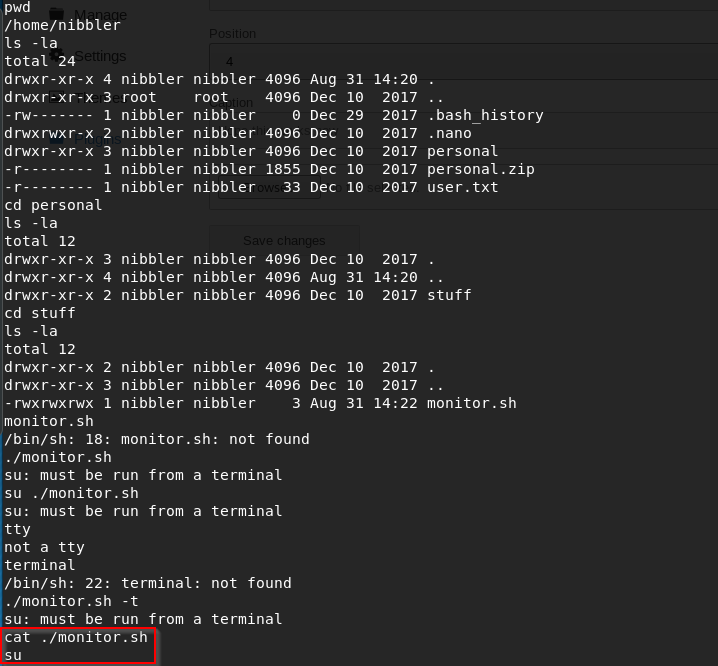 pwd
/home/nibbler
ls -la
total 24
drwxr-xr-x 4 nibbler nibbler 4096 Aug 31 14:20 .
drwxr-xr-x 3 root    root    4096 Dec 10  2017 ..
-rw------- 1 nibbler nibbler    0 Dec 29  2017 .bash_history
drwxrwxr-x 2 nibbler nibbler 4096 Dec 10  2017 .nano
drwxr-xr-x 3 nibbler nibbler 4096 Dec 10  2017 personal
-r-------- 1 nibbler nibbler 1855 Dec 10  2017 personal.zip
-r-------- 1 nibbler nibbler   33 Dec 10  2017 user.txt
cd personal
ls -la
total 12
drwxr-xr-x 3 nibbler nibbler 4096 Dec 10  2017 .
drwxr-xr-x 4 nibbler nibbler 4096 Aug 31 14:20 ..
drwxr-xr-x 2 nibbler nibbler 4096 Dec 10  2017 stuff
cd stuff
ls -la
total 12
drwxr-xr-x 2 nibbler nibbler 4096 Dec 10  2017 .
drwxr-xr-x 3 nibbler nibbler 4096 Dec 10  2017 ..
-rwxrwxrwx 1 nibbler nibbler    3 Aug 31 14:22 monitor.sh
monitor.sh
/bin/sh: 18: monitor.sh: not found
./monitor.sh
su: must be run from a terminal
su ./monitor.sh
su: must be run from a terminal
tty
not a tty
terminal
/bin/sh: 22: terminal: not found
./monitor.sh -t
su: must be run from a terminal
cat ./monitor.sh
su
Manage
Settings
Plugins
Position
4
Save changes